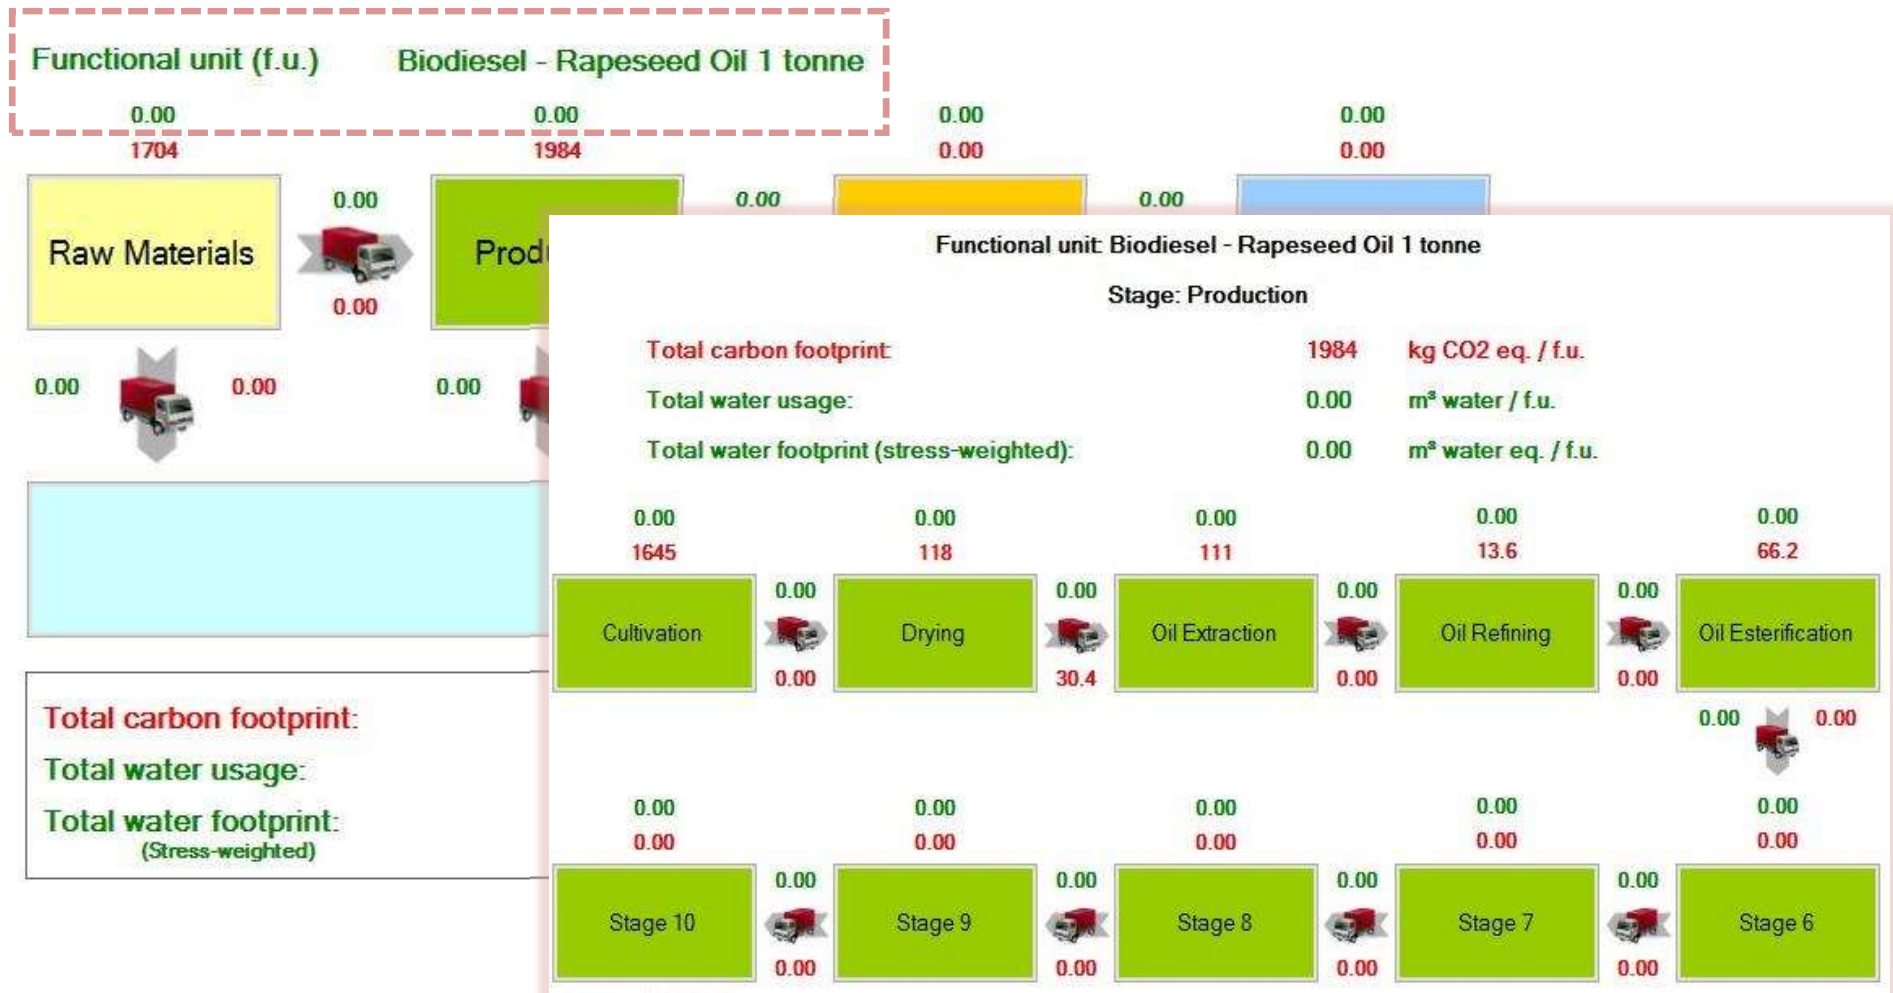 Functional unit (f.u.) Biodiesel - Rapeseed Oil 1 tonne
0.00 0.00 0.00 0.00
1704 1984 0.00 0.00
0.00 0.00 0.00
Raw Materials Prod
0.00
0.00 0.00 0.00
Total carbon footprint:
Total water usage:
Total water footprint:
(Stress-weighted)
Functional unit: Biodiesel - Rapeseed Oil 1 tonne
Stage: Production
Total carbon footprint: 1984 kg CO2 eq. / f.u.
Total water usage: 0.00 m³ water / f.u.
Total water footprint (stress-weighted): 0.00 m³ water eq. / f.u.
0.00 0.00 0.00 0.00 0.00
1645 118 111 13.6 66.2
0.00 0.00 0.00 0.00
Cultivation Drying Oil Extraction Oil Refining Oil Esterification
0.00 30.4 0.00 0.00
0.00 0.00
0.00 0.00 0.00 0.00 0.00
0.00 0.00 0.00 0.00 0.00
0.00 0.00 0.00 0.00
Stage 10 Stage 9 Stage 8 Stage 7 Stage 6
0.00 0.00 0.00 0.00